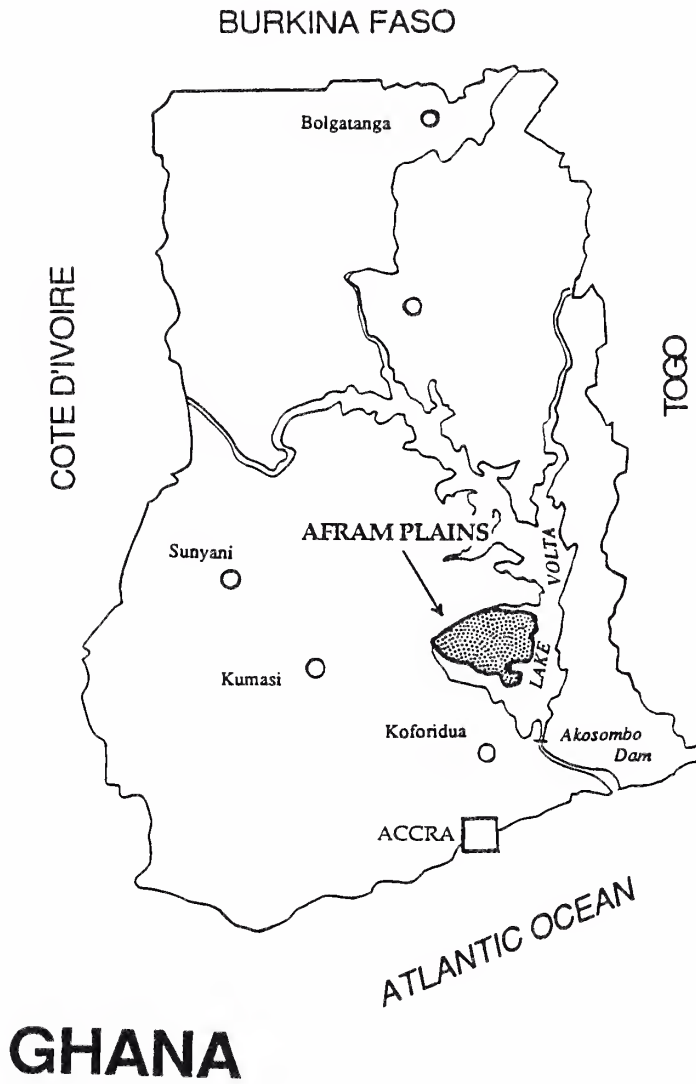 BURKINA FASO
Bolgatanga
COTE D'IVOIRE
TOGO
AFRAM PLAINS
VOLTA
Sunyani
LAKE
Kumasi
Koforidua
Akosombo
Dam
ACCRA
ATLANTIC OCEAN
GHANA